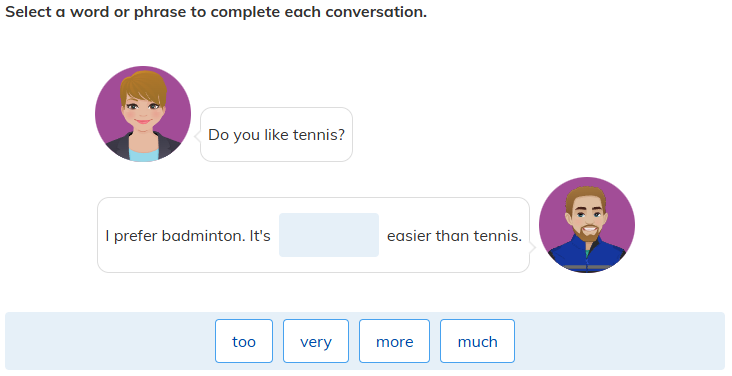 Select a word or phrase to complete each conversation.
Do you like tennis?
I prefer badminton. It's easier than tennis.
too very more much